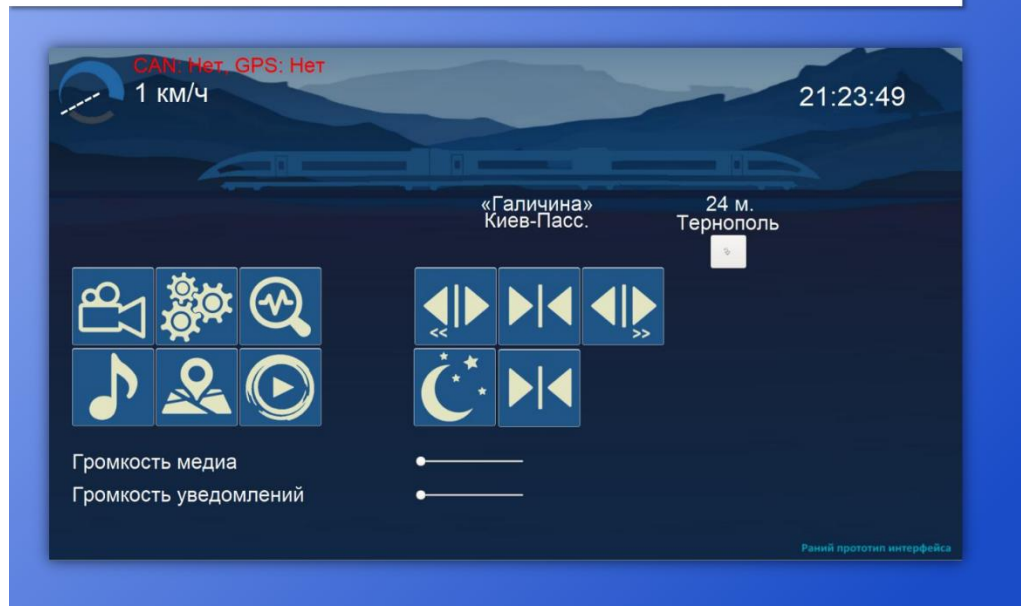 CAN: Нет, GPS: Нет
1 км/ч
21:23:49
«Галичина»
Киев-Пасс.
24 м.
Тернополь
<<
>>
Громкость медиа
Громкость уведомлений
Раний прототип интерфейса